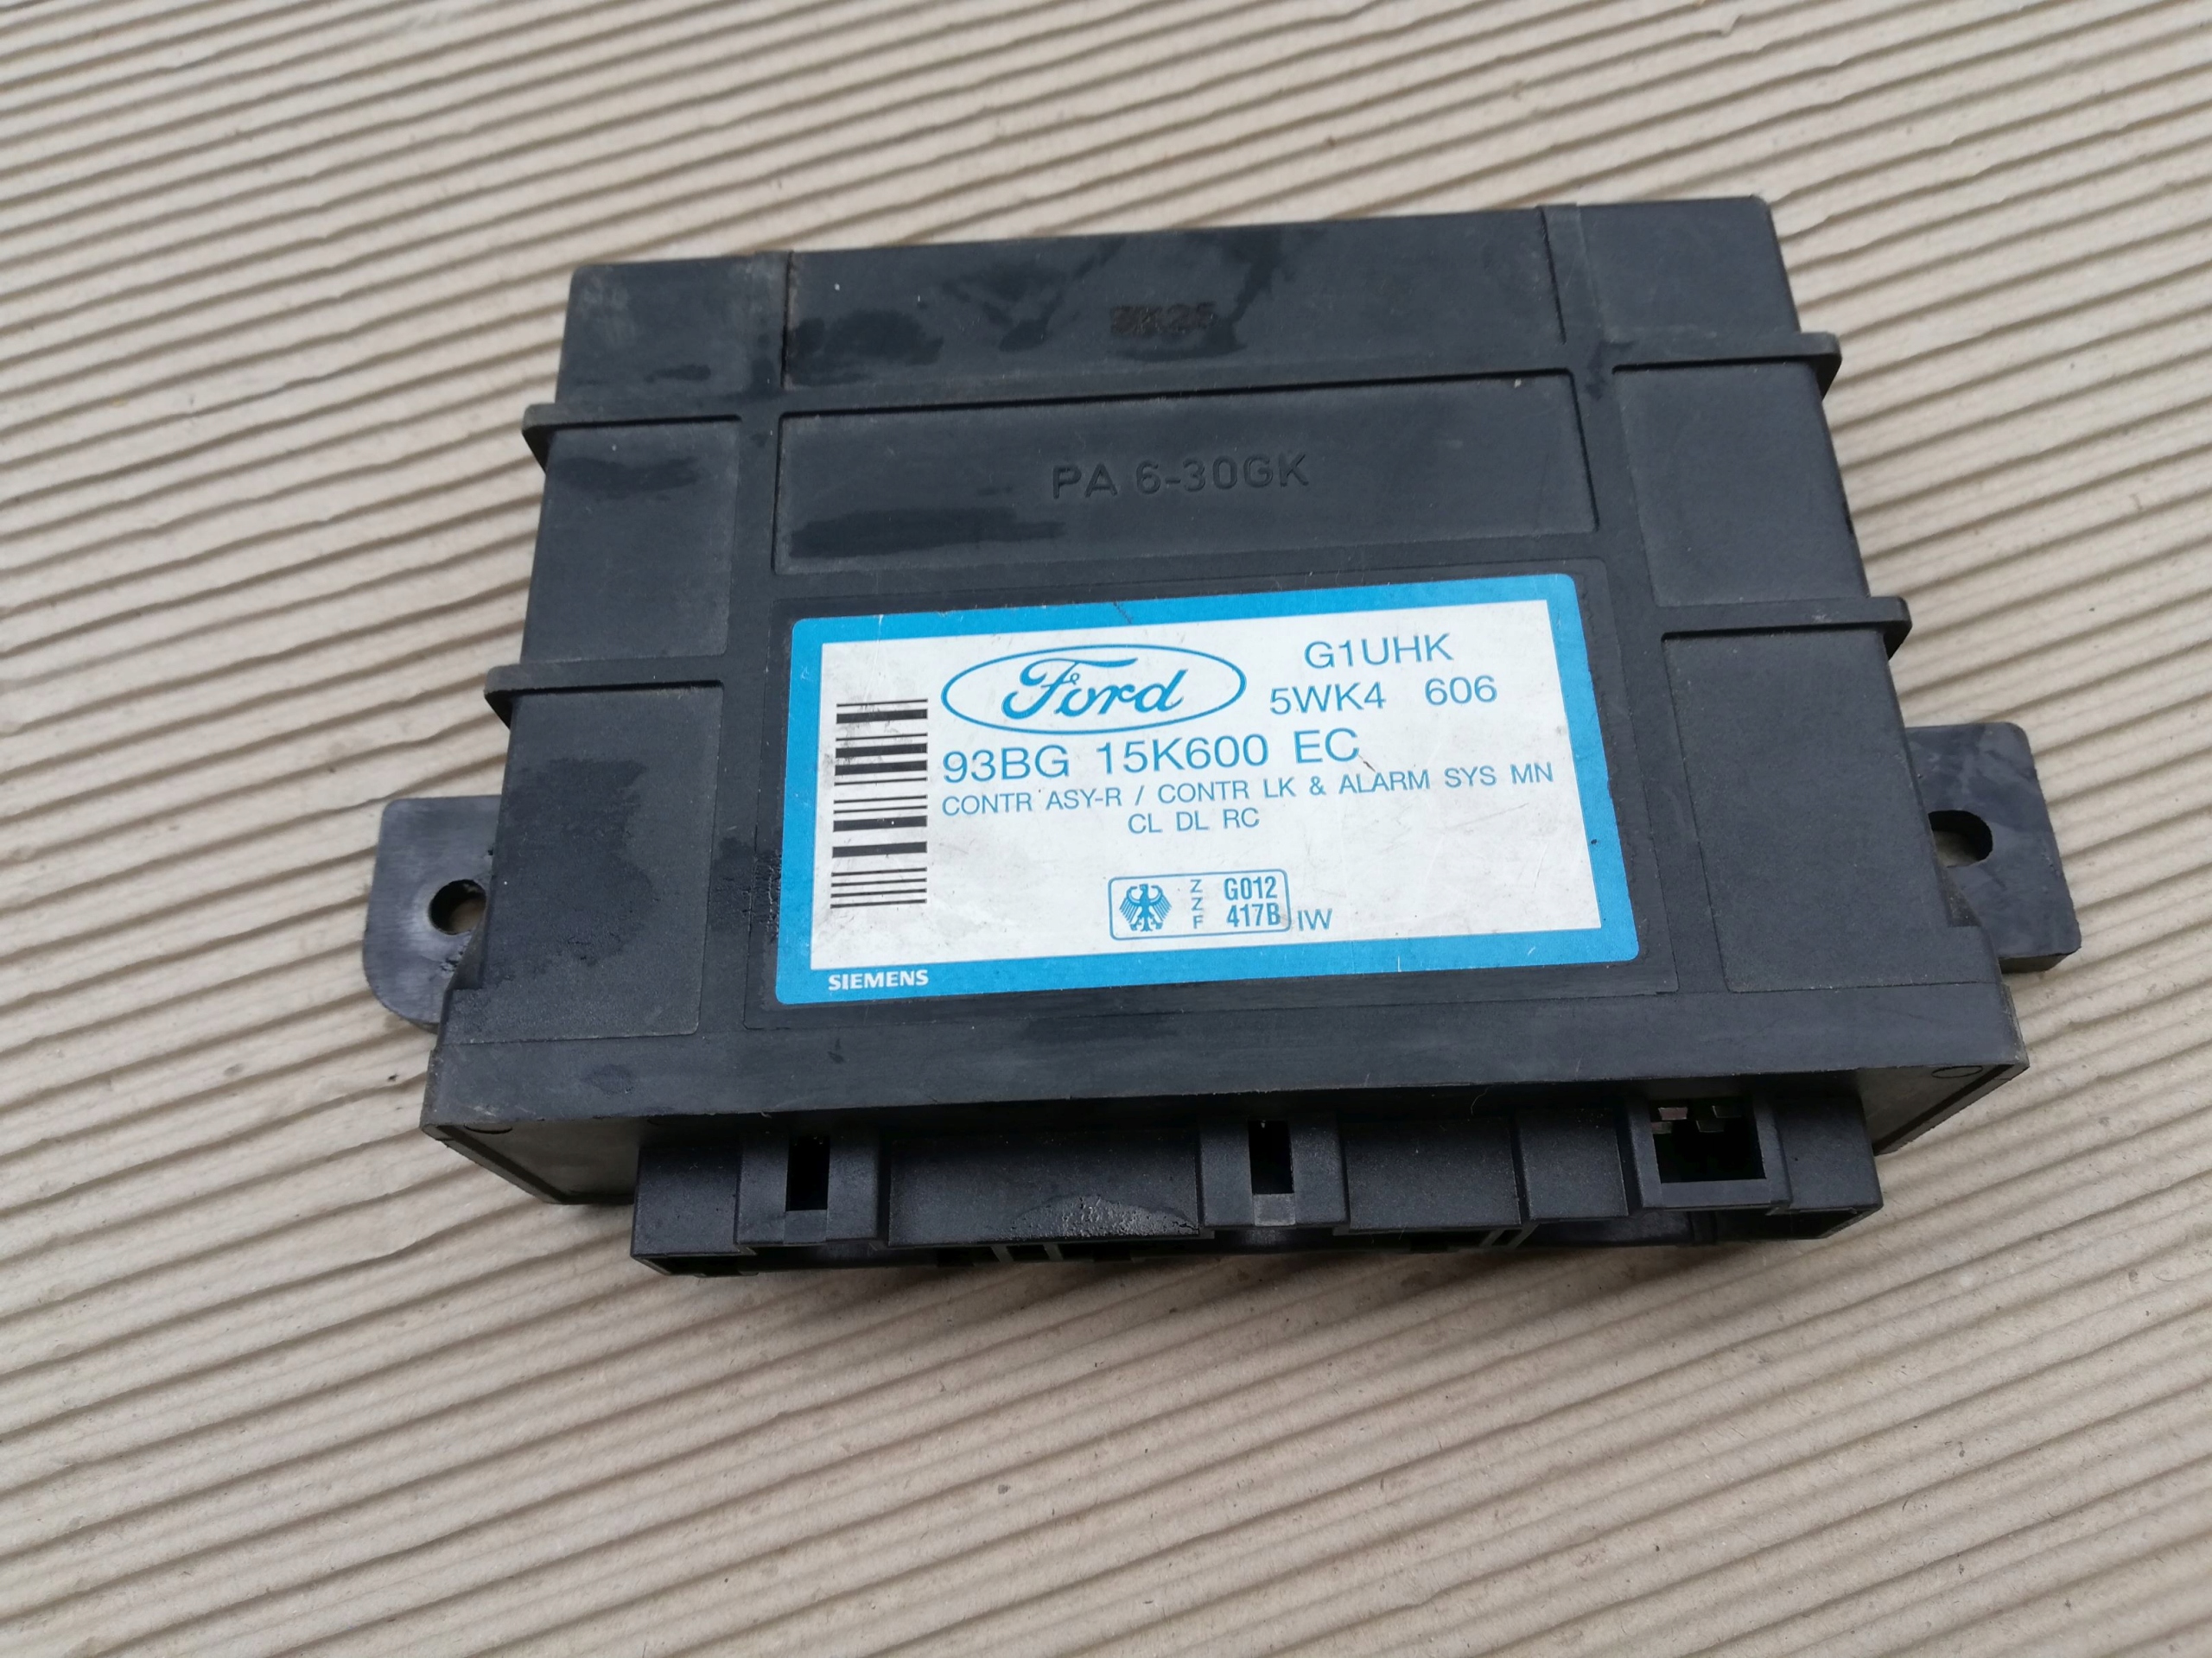 PA 6-30GK
Ford
G1UHK
5WK4 606
93BG 15K600 EC
CONTR ASY-R / CONTR LK & ALARM SYS MN
CL DL RC
ZZF
G012
417B
IW
SIEMENS